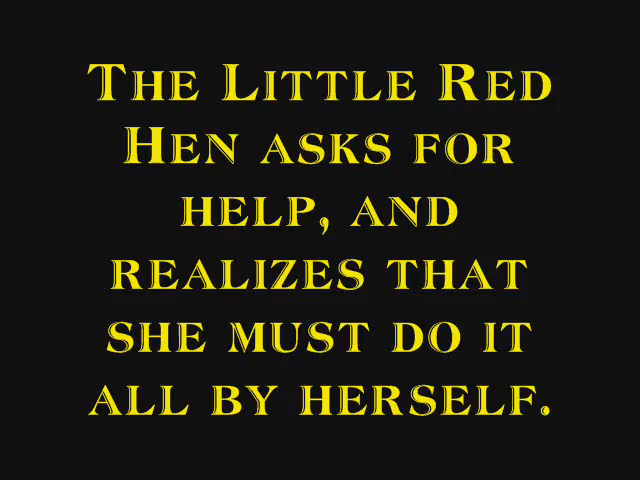 The Little Red
Hen asks for
help, and
realizes that
she must do it
all by herself.